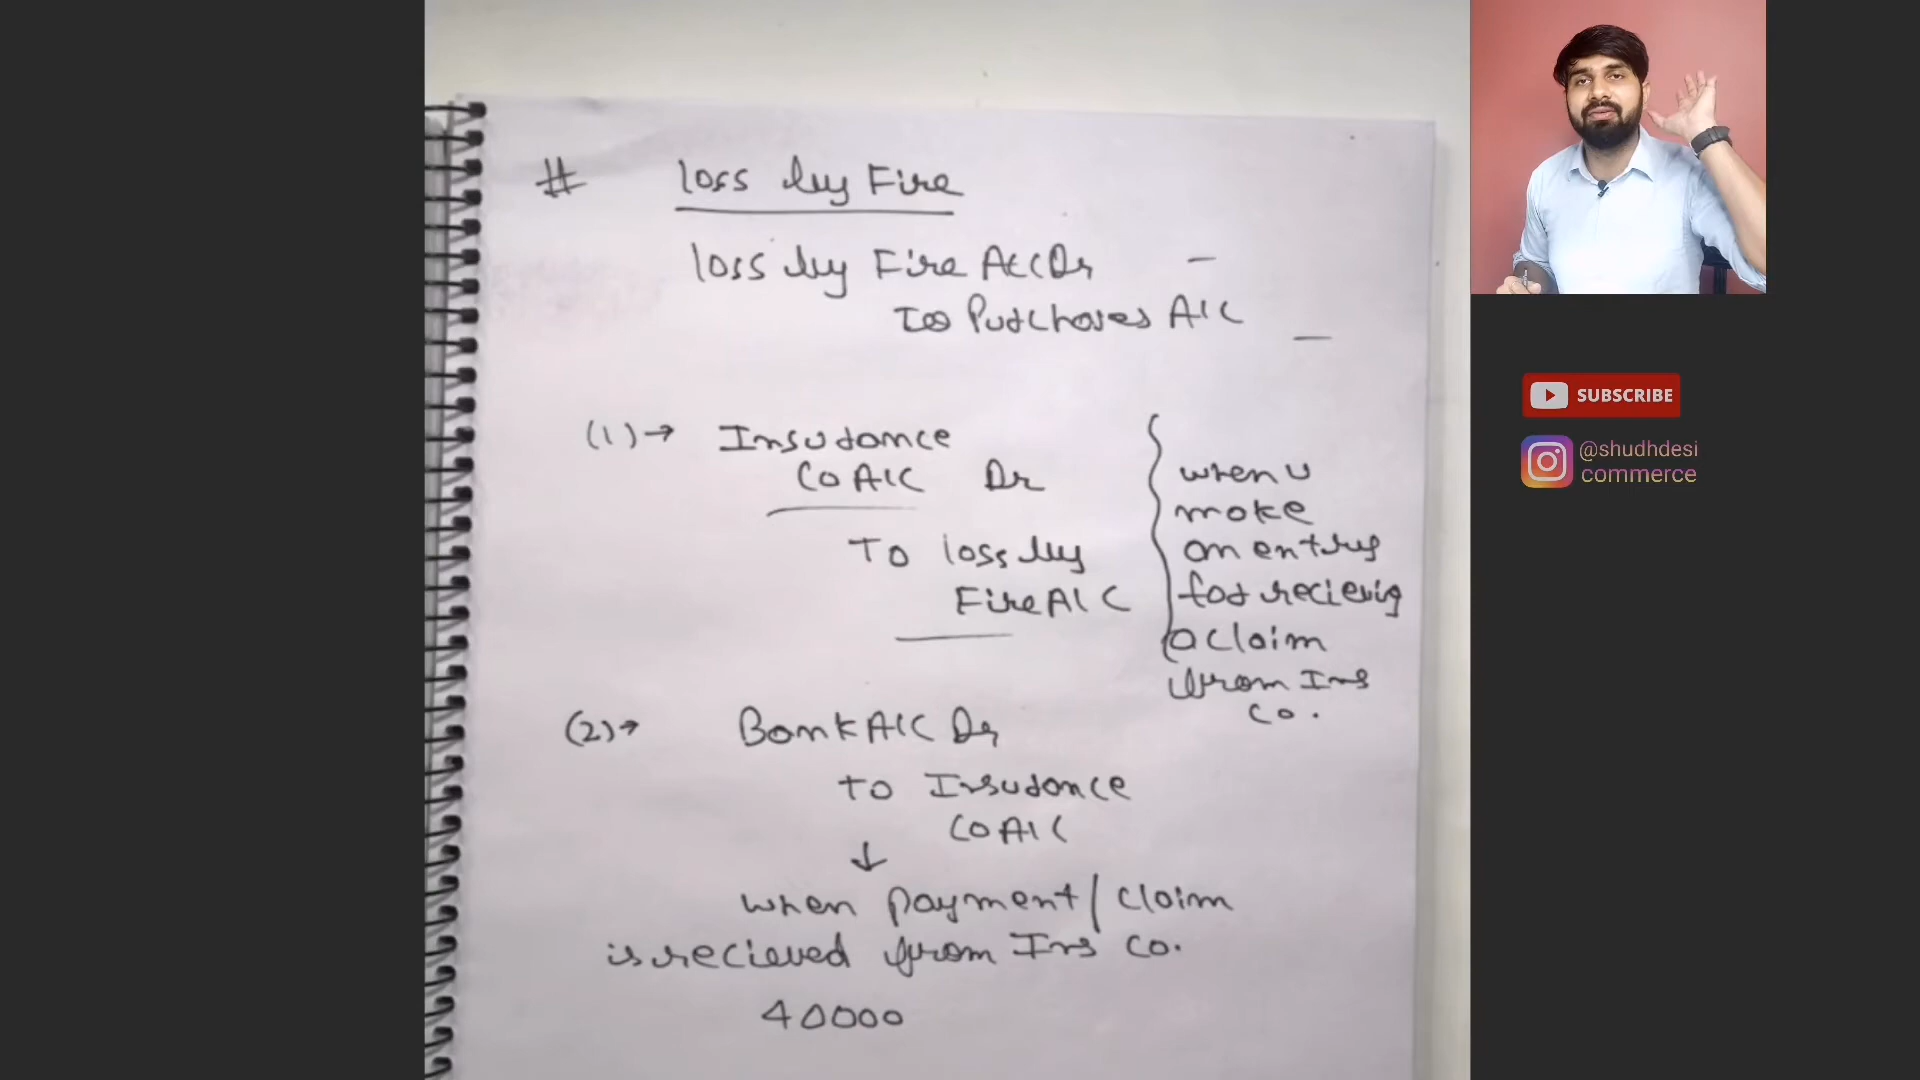 # Loss by Fire
Loss by Fire A/c Dr —
To Purchases A/c —
(1) → Insurance
Co A/c Dr
To loss by
Fire A/c
when u
make
an entry
for recieving
a claim
from Ins
Co.
(2) → Bank A/c Dr
To Insurance
Co A/c
↓
when payment/claim
is recieved from Ins Co.
40000
SUBSCRIBE
@shudhdesi
commerce